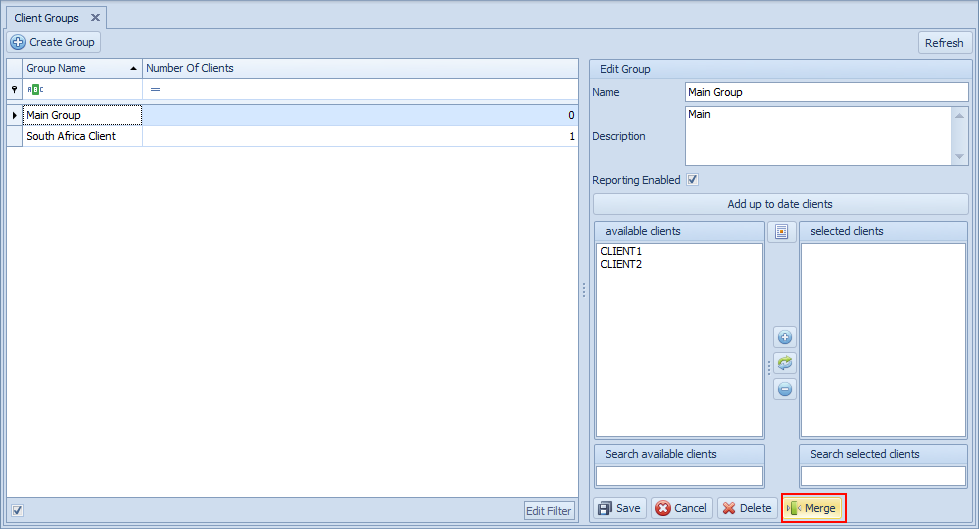 Client Groups
Create Group
Refresh
Group Name
Number Of Clients
ABC
=
Main Group
0
South Africa Client
1
Edit Filter
Edit Group
Name
Main Group
Description
Main
Reporting Enabled
Add up to date clients
available clients
selected clients
CLIENT1
CLIENT2
Search available clients
Search selected clients
Save
Cancel
Delete
Merge